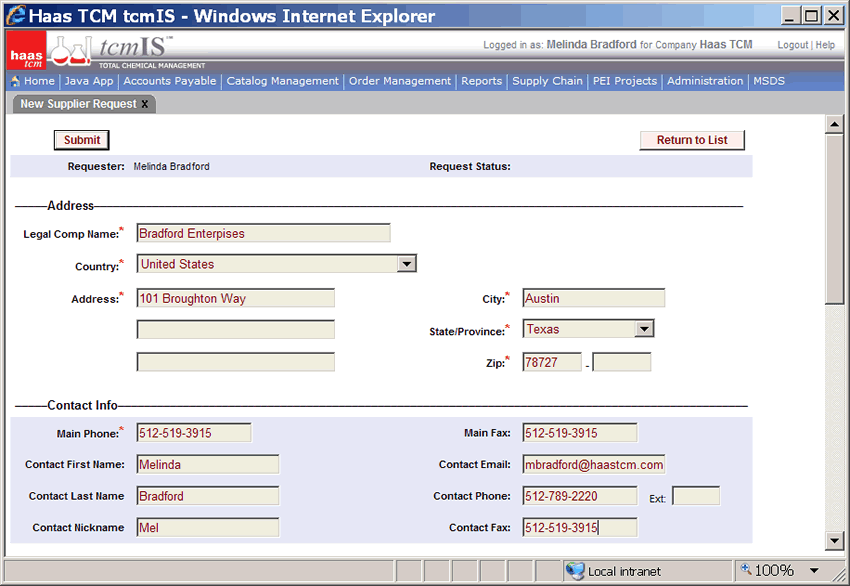 Haas TCM tcmIS - Windows Internet Explorer
haas tcm
tcmIS™
TOTAL CHEMICAL MANAGEMENT
Logged in as: Melinda Bradford for Company Haas TCM
Logout | Help
Home | Java App | Accounts Payable | Catalog Management | Order Management | Reports | Supply Chain | PEI Projects | Administration | MSDS
New Supplier Request x
Submit
Return to List
Requester: Melinda Bradford
Request Status:
Address
Legal Comp Name:* Bradford Enterpises
Country:* United States
Address:* 101 Broughton Way
City:* Austin
State/Province:* Texas
Zip:* 78727 -
Contact Info
Main Phone:* 512-519-3915
Main Fax: 512-519-3915
Contact First Name: Melinda
Contact Email: mbradford@haastcm.com
Contact Last Name Bradford
Contact Phone: 512-789-2220 Ext:
Contact Nickname Mel
Contact Fax: 512-519-3915
Local intranet
100%